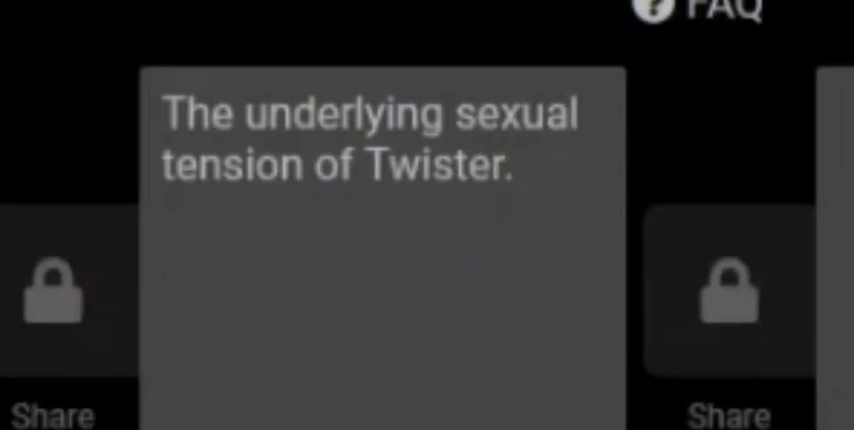 FAQ
The underlying sexual
tension of Twister.
Share
Share